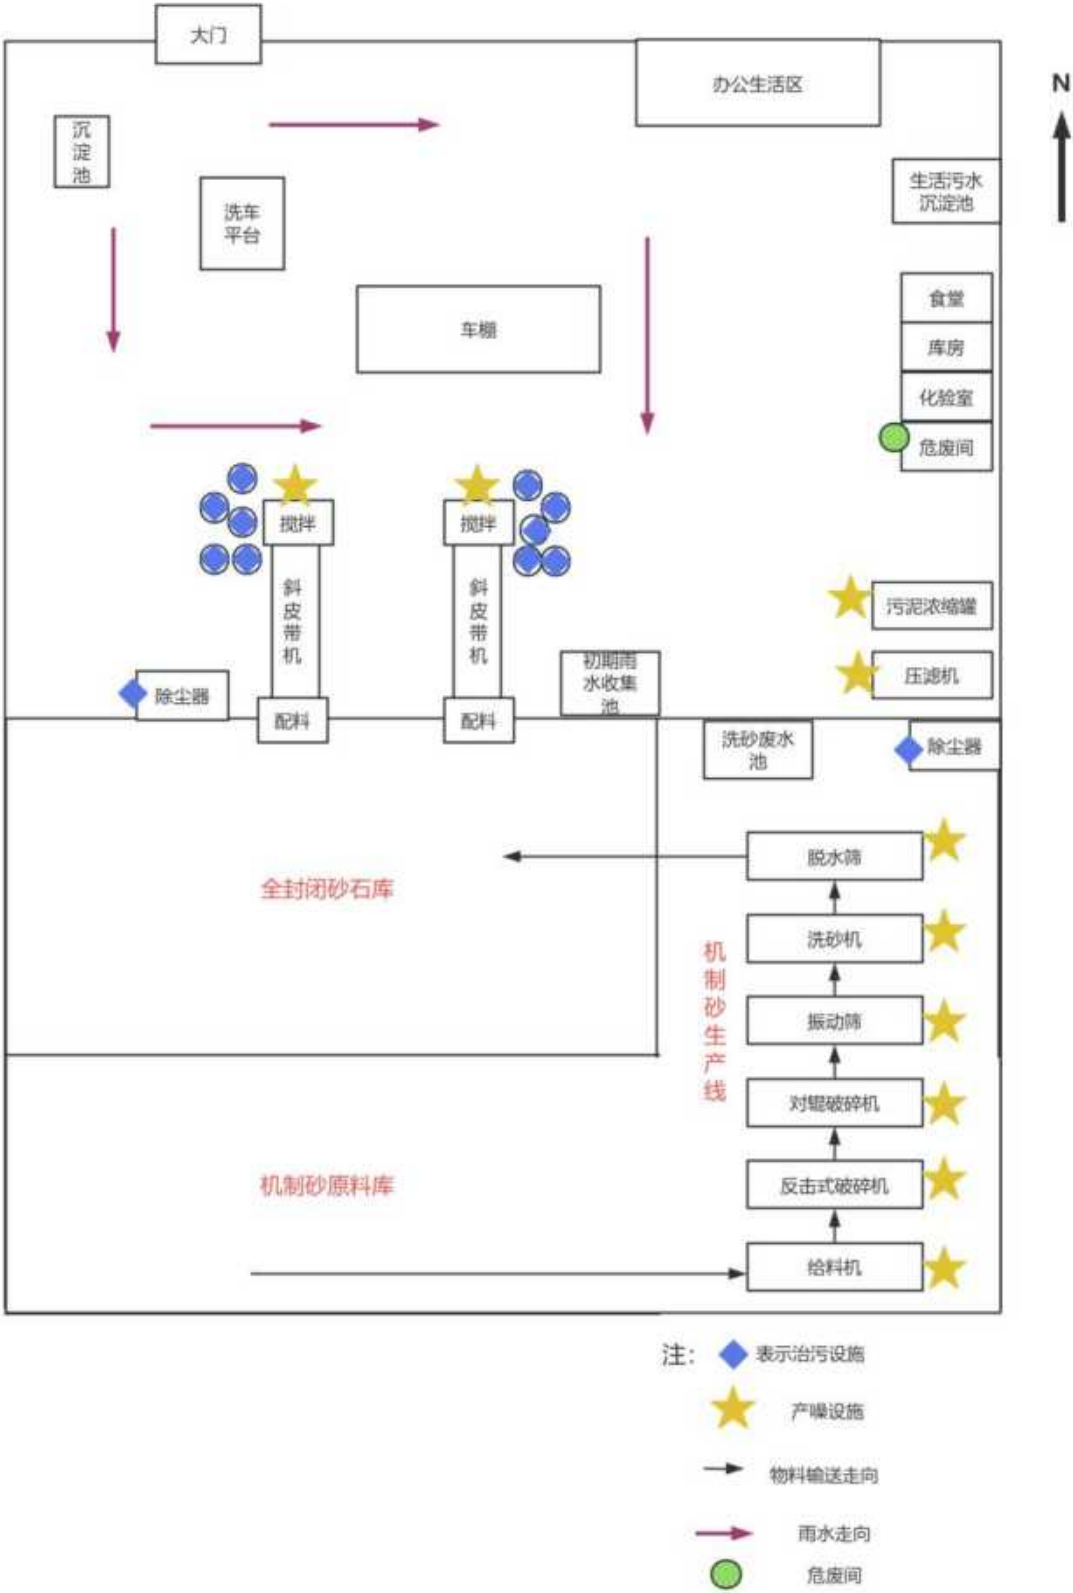 大门
办公生活区
N
沉
淀
池
生活污水
沉淀池
洗车
平台
食堂
车棚
库房
化验室
危废间
搅拌
搅拌
斜
皮
带
机
斜
皮
带
机
污泥浓缩罐
初期雨
水收集
池
压滤机
除尘器
配料
配料
洗砂废水
池
除尘器
脱水筛
全封闭砂石库
洗砂机
机
制
砂
生
产
线
振动筛
对辊破碎机
机制砂原料库
反击式破碎机
给料机
注：
表示治污设施
产噪设施
物料输送走向
雨水走向
危废间